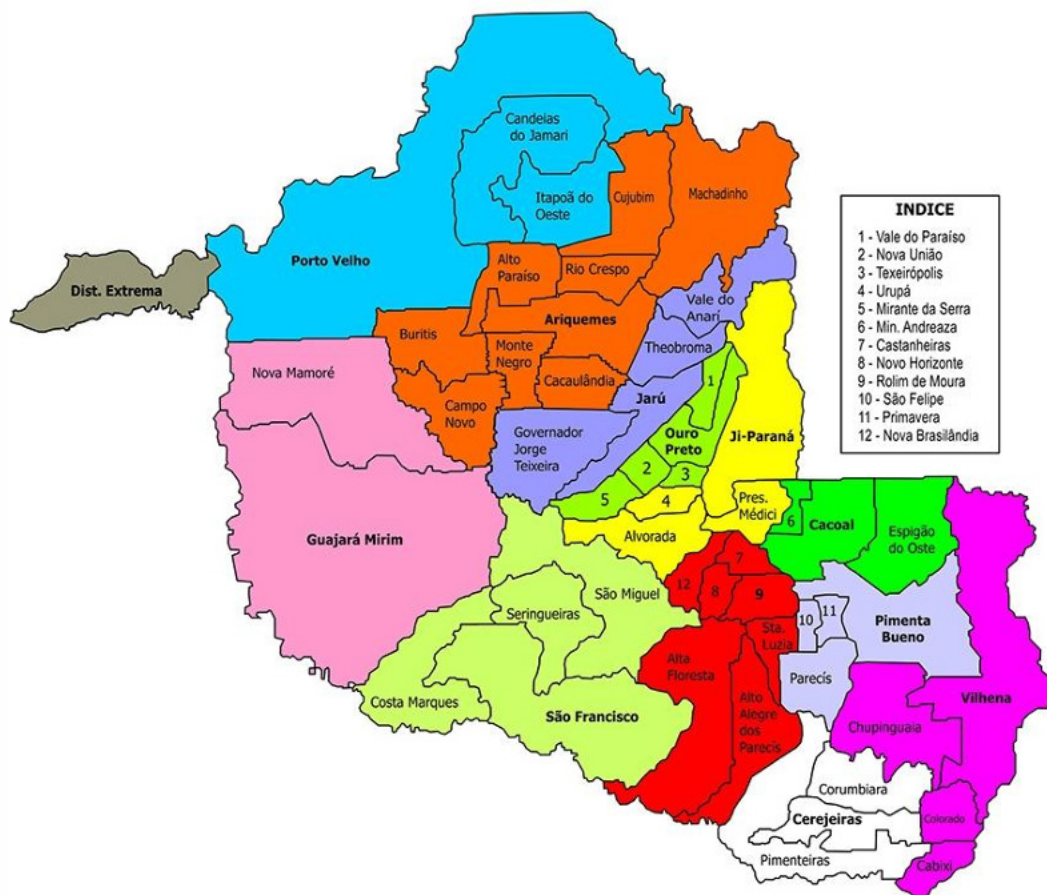 Candeias
do Jamari
Itapoã do
Oeste
Cujubim
Machadinho
Porto Velho
Dist. Extrema
Alto
Paraíso
Rio Crespo
Vale do
Anarí
Ariquemes
Buritis
Monte
Negro
Theobroma
Nova Mamoré
Cacaulândia
1
Campo
Novo
Jarú
Governador
Jorge
Teixeira
Ouro
Preto
Ji-Paraná
2
3
5
4
Pres.
Médici
Guajará Mirim
Alvorada
6
Cacoal
Espigão
do Oste
7
12
8
9
São Miguel
Seringueiras
10
11
Pimenta
Bueno
Sta.
Luzia
Alta
Floresta
Parecís
Costa Marques
São Francisco
Alto
Alegre
dos
Parecís
Vilhena
Chupinguaia
Corumbiara
Cerejeiras
Colorado
Pimenteiras
Cabixi
INDICE
1 - Vale do Paraíso
2 - Nova União
3 - Texeirópolis
4 - Urupá
5 - Mirante da Serra
6 - Min. Andreaza
7 - Castanheiras
8 - Novo Horizonte
9 - Rolim de Moura
10 - São Felipe
11 - Primavera
12 - Nova Brasilândia